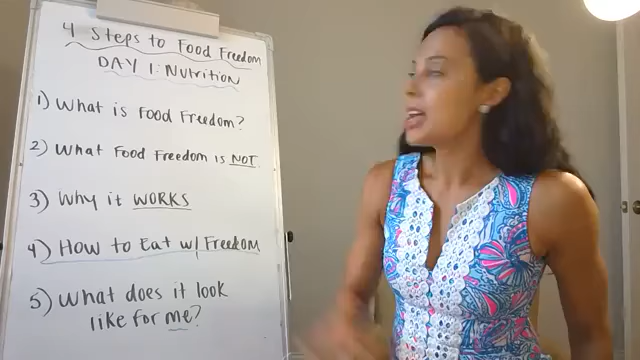 4 Steps to Food Freedom
DAY 1: Nutrition
1) What is Food Freedom?
2) What Food Freedom is NOT
3) Why it WORKS
4) How to Eat w/ Freedom
5) What does it look
like for me?